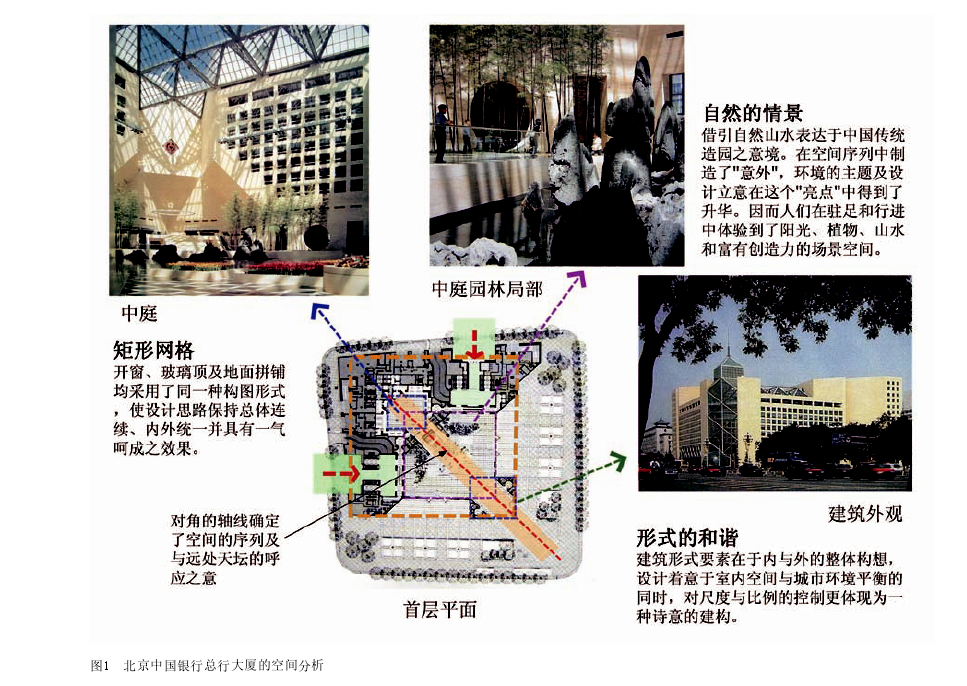 自然的情景
借引自然山水表达于中国传统
造园之意境。在空间序列中制
造了"意外"，环境的主题及设
计立意在这个"亮点"中得到了
升华。因而人们在驻足和行进
中体验到了阳光、植物、山水
和富有创造力的场景空间。
中庭园林局部
中庭
矩形网格
开窗、玻璃顶及地面拼铺
均采用了同一种构图形式
，使设计思路保持总体连
续、内外统一并具有一气
呵成之效果。
对角的轴线确定
了空间的序列及
与远处天坛的呼
应之意
首层平面
建筑外观
形式的和谐
建筑形式要素在于内与外的整体构想，
设计着意于室内空间与城市环境平衡的
同时，对尺度与比例的控制更体现为一
种诗意的建构。
图1 北京中国银行总行大厦的空间分析